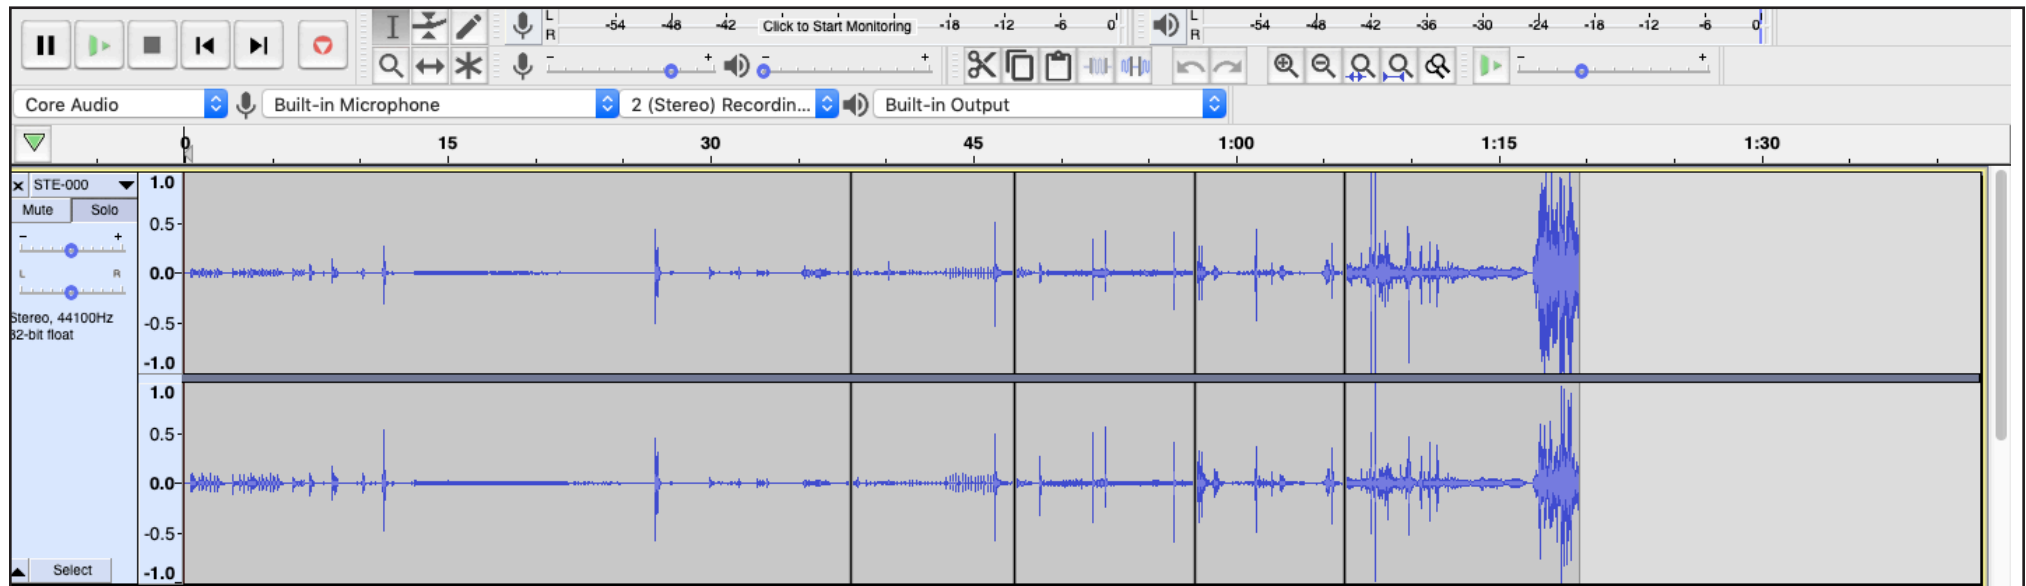 L
R
-54 -48 -42 Click to Start Monitoring -18 -12 -6 0
L
R
-54 -48 -42 -36 -30 -24 -18 -12 -6 0
- +
- +
- +
Core Audio
Built-in Microphone
2 (Stereo) Recordin...
Built-in Output
0 15 30 45 1:00 1:15 1:30
× STE-000
Mute Solo
- +
L R
Stereo, 44100Hz
32-bit float
Select
1.0
0.5-
0.0-
-0.5-
-1.0
1.0
0.5-
0.0-
-0.5-
-1.0